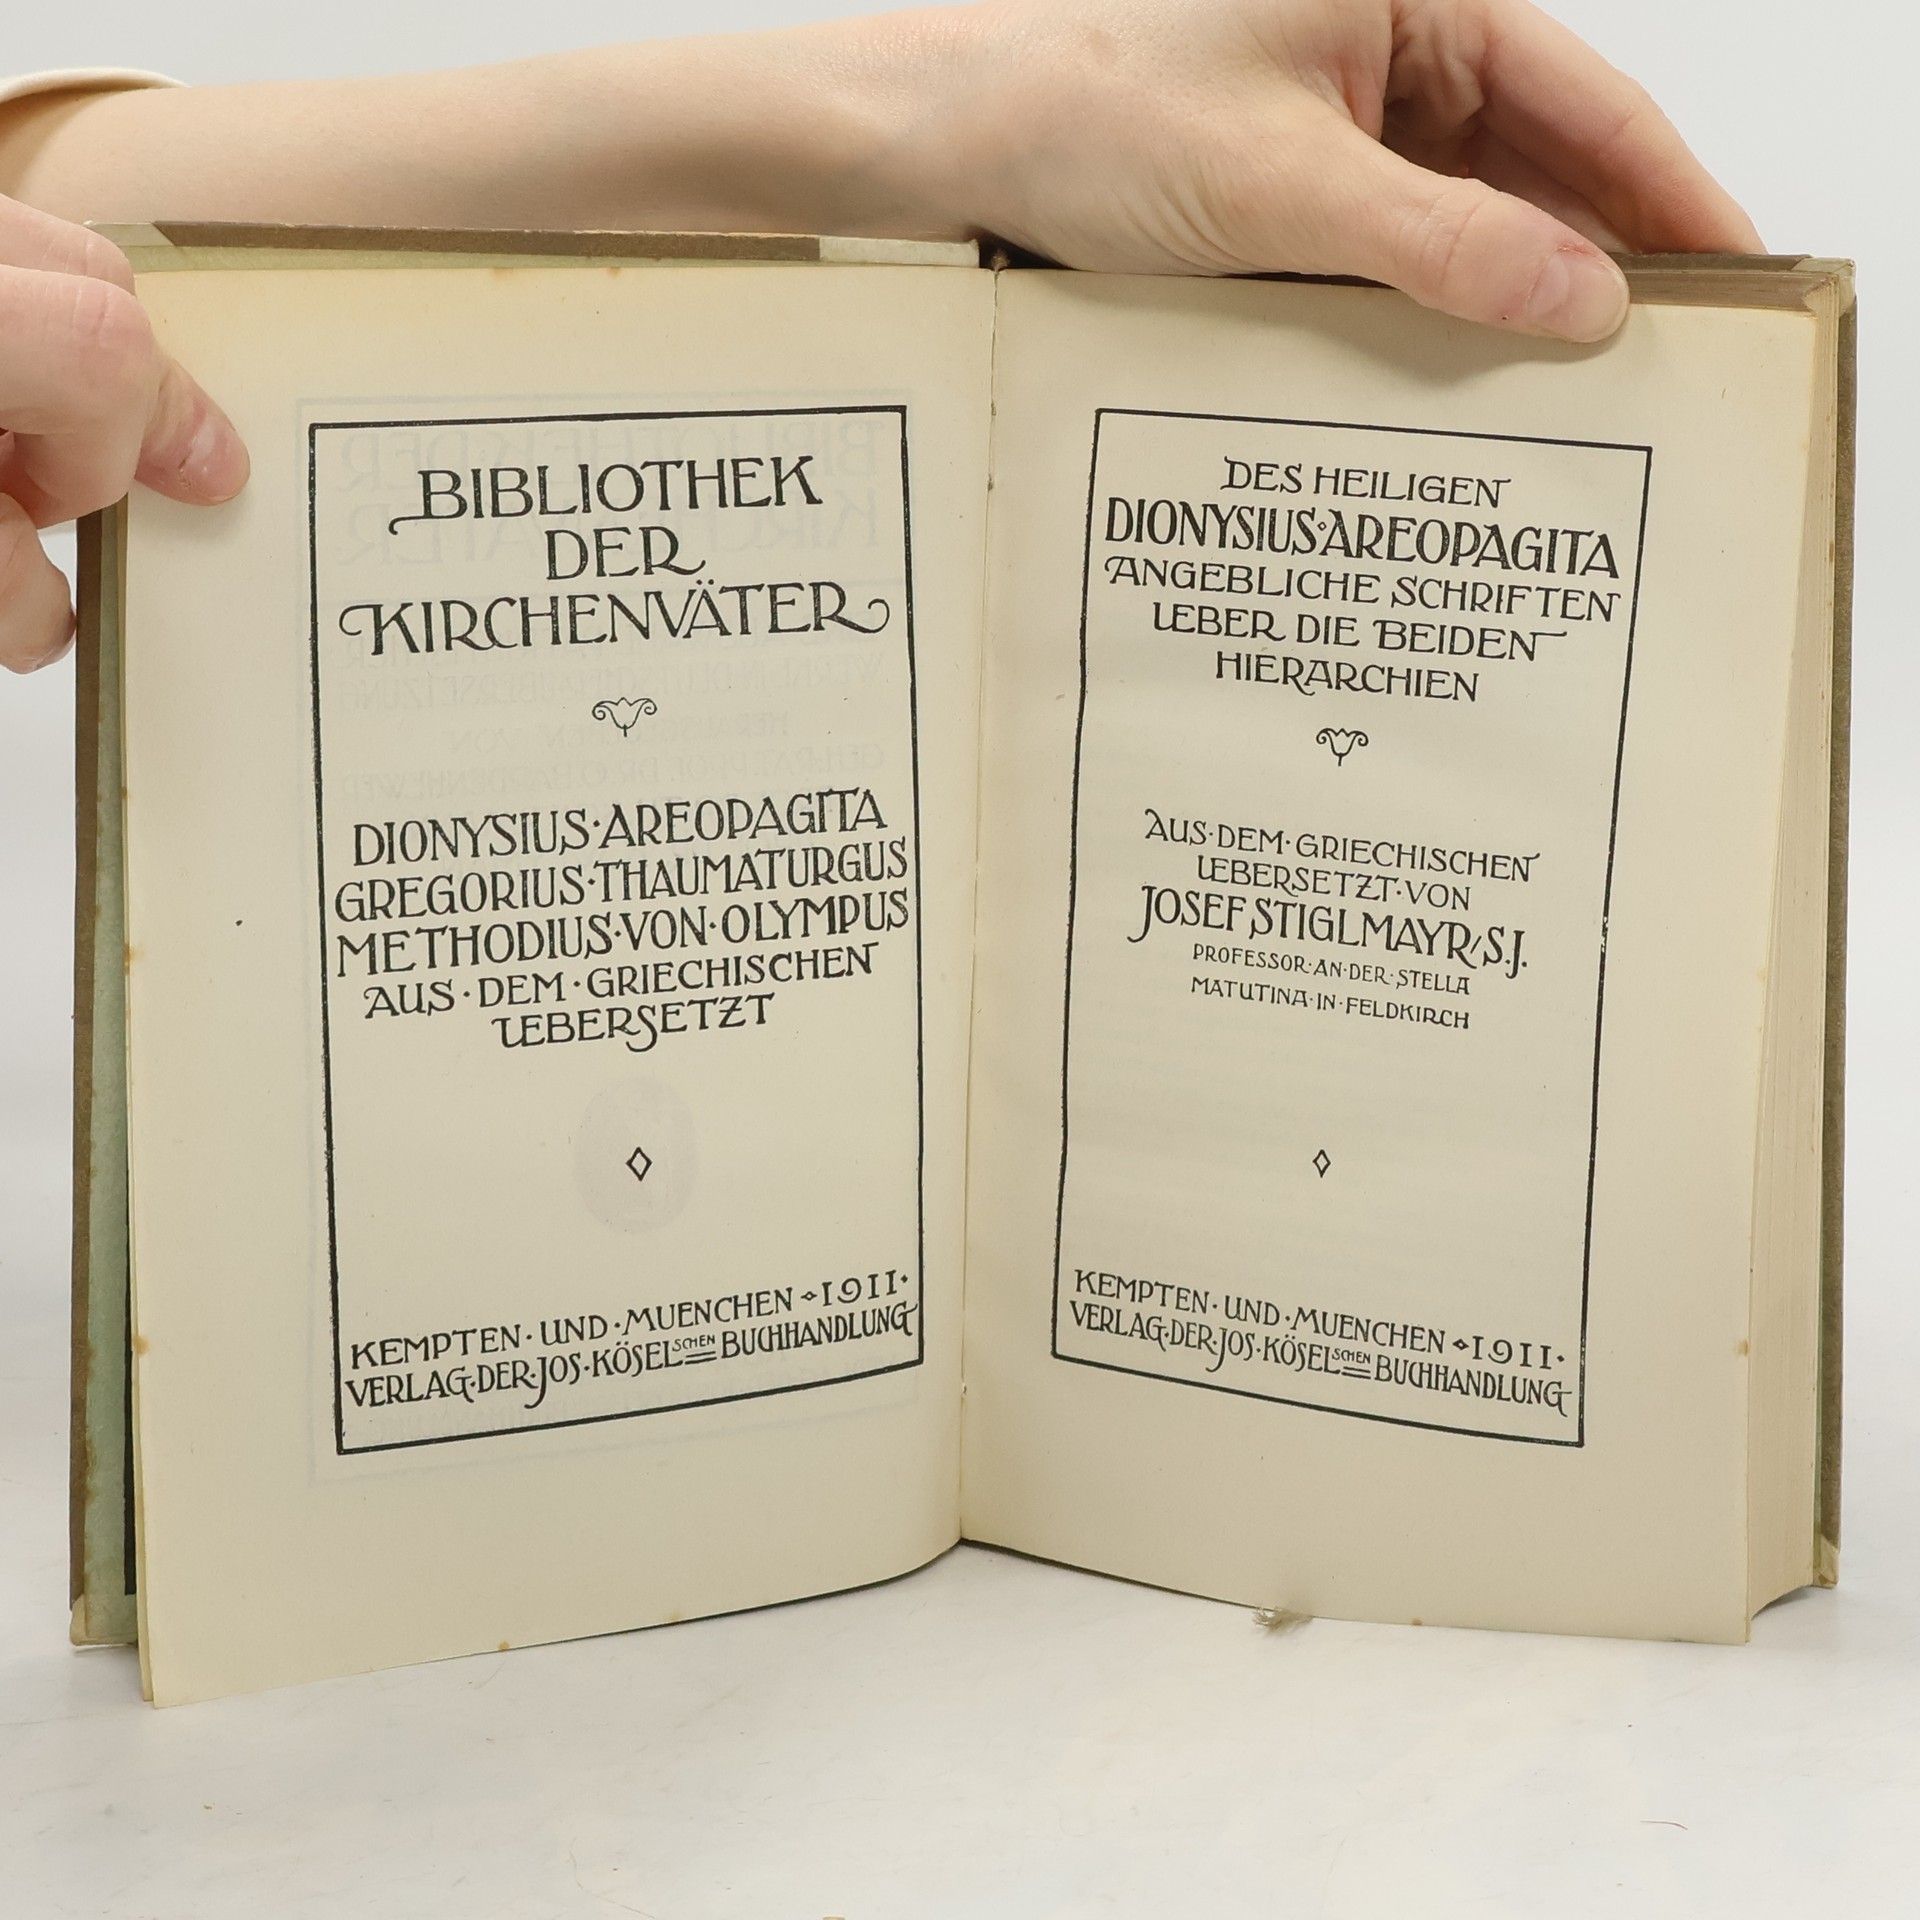 BIBLIOTHEK
DER
KIRCHENVÄTER
DIONYSIUS·AREOPAGITA
GREGORIUS·THAUMATURGUS
METHODIUS·VON·OLYMPUS
AUS·DEM·GRIECHISCHEN
UEBERSETZT
KEMPTEN·UND·MUENCHEN⋄1911·
VERLAG·DER·JOS·KÖSELSCHEN BUCHHANDLUNG
DES HEILIGEN
DIONYSIUS⋄AREOPAGITA
ANGEBLICHE SCHRIFTEN
UEBER DIE BEIDEN
HIERARCHIEN
AUS·DEM·GRIECHISCHEN
UEBERSETZT·VON
JOSEF STIGLMAYR/S.J.
PROFESSOR·AN·DER·STELLA
MATUTINA·IN·FELDKIRCH
KEMPTEN·UND·MUENCHEN⋄1911·
VERLAG·DER·JOS·KÖSELSCHEN BUCHHANDLUNG